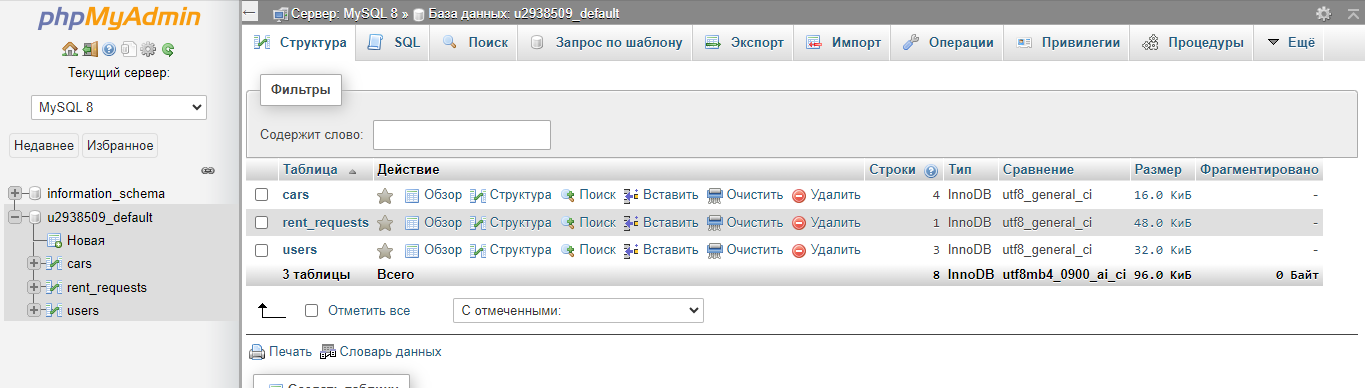 phpMyAdmin
Текущий сервер:
MySQL 8
Недавнее Избранное
information_schema
u2938509_default
Новая
cars
rent_requests
users
Сервер: MySQL 8 » База данных: u2938509_default
Структура SQL Поиск Запрос по шаблону Экспорт Импорт Операции Привилегии Процедуры Ещё
Фильтры
Содержит слово:
Таблица Действие Строки Тип Сравнение Размер Фрагментировано
cars Обзор Структура Поиск Вставить Очистить Удалить 4 InnoDB utf8_general_ci 16.0 КиБ -
rent_requests Обзор Структура Поиск Вставить Очистить Удалить 1 InnoDB utf8_general_ci 48.0 КиБ -
users Обзор Структура Поиск Вставить Очистить Удалить 3 InnoDB utf8_general_ci 32.0 КиБ -
3 таблицы Всего 8 InnoDB utf8mb4_0900_ai_ci 96.0 КиБ 0 Байт
Отметить все С отмеченными:
Печать Словарь данных